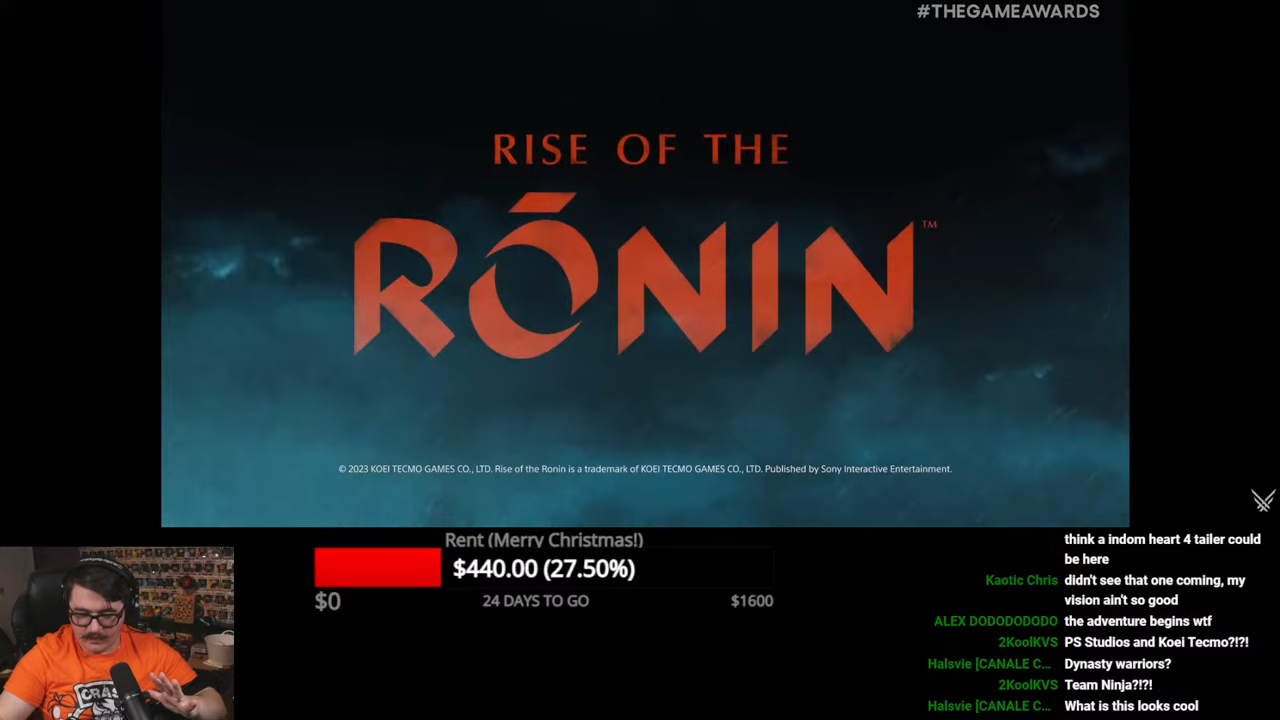 #THEGAMEAWARDS
RISE OF THE
RŌNIN™
© 2023 KOEI TECMO GAMES CO., LTD. Rise of the Ronin is a trademark of KOEI TECMO GAMES CO., LTD. Published by Sony Interactive Entertainment.
Rent (Merry Christmas!)
$440.00 (27.50%)
$0 24 DAYS TO GO $1600
think a indom heart 4 tailer could
be here
Kaotic Chris didn't see that one coming, my
vision ain't so good
ALEX DODODODODO the adventure begins wtf
2KoolKVS PS Studios and Koei Tecmo?!?!
Halsvie [CANALE C... Dynasty warriors?
2KoolKVS Team Ninja?!?!
Halsvie [CANALE C... What is this looks cool
CRAS